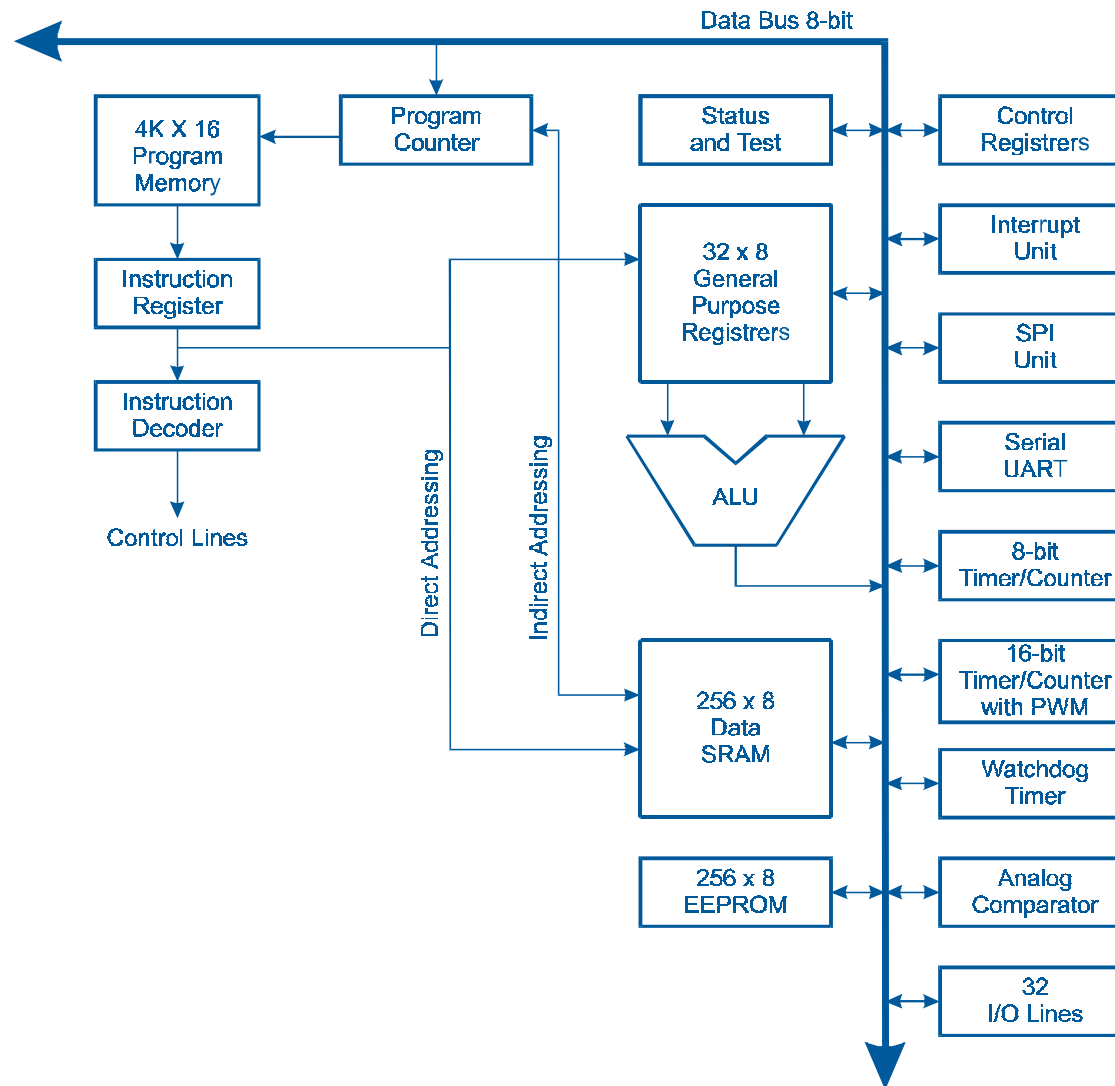 Data Bus 8-bit
4K X 16
Program
Memory
Program
Counter
Status
and Test
Control
Registrers
Instruction
Register
32 x 8
General
Purpose
Registrers
Interrupt
Unit
SPI
Unit
Instruction
Decoder
Control Lines
Direct Addressing
Indirect Addressing
ALU
Serial
UART
8-bit
Timer/Counter
256 x 8
Data
SRAM
16-bit
Timer/Counter
with PWM
Watchdog
Timer
256 x 8
EEPROM
Analog
Comparator
32
I/O Lines